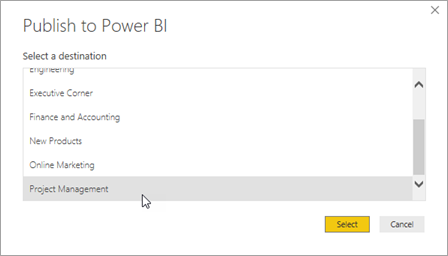 Publish to Power BI
Select a destination
Engineering
Executive Corner
Finance and Accounting
New Products
Online Marketing
Project Management
Select
Cancel